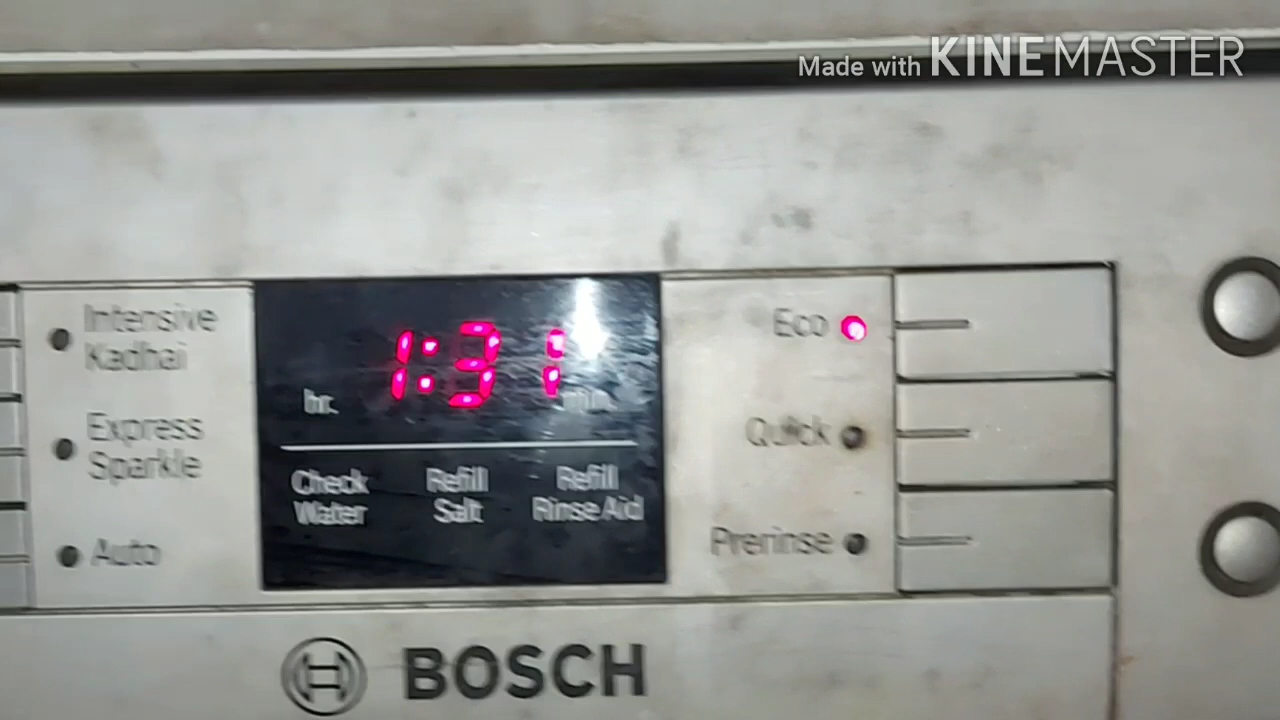 Made with KINEMASTER
Intensive
Kadhai
Express
Sparkle
Auto
1:31
hr.
min.
Check
Water
Refill
Salt
Refill
Rinse Aid
Eco
Quick
Prerinse
BOSCH